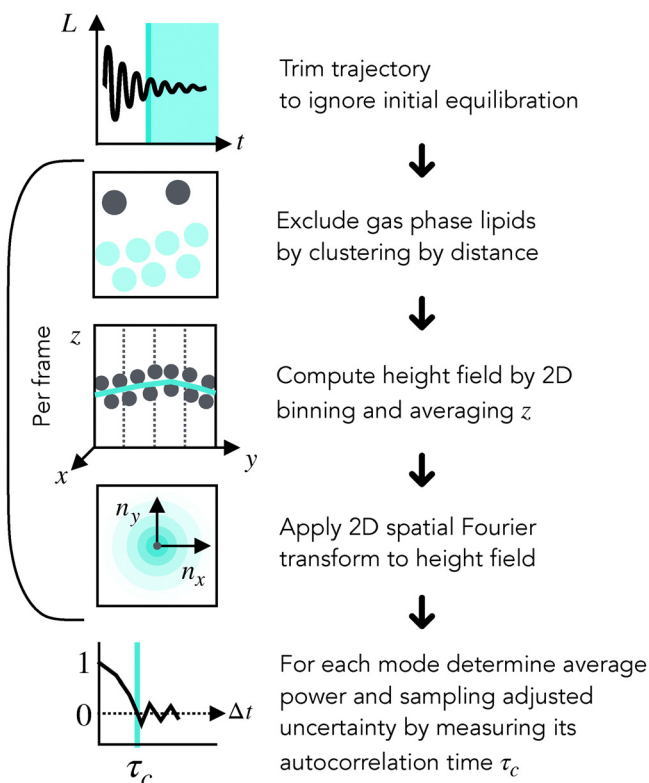 L
t
Trim trajectory
to ignore initial equilibration
Per frame
Exclude gas phase lipids
by clustering by distance
z
x
y
Compute height field by 2D
binning and averaging z
n_y
n_x
Apply 2D spatial Fourier
transform to height field
1
0
Δt
τ_c
For each mode determine average
power and sampling adjusted
uncertainty by measuring its
autocorrelation time τ_c